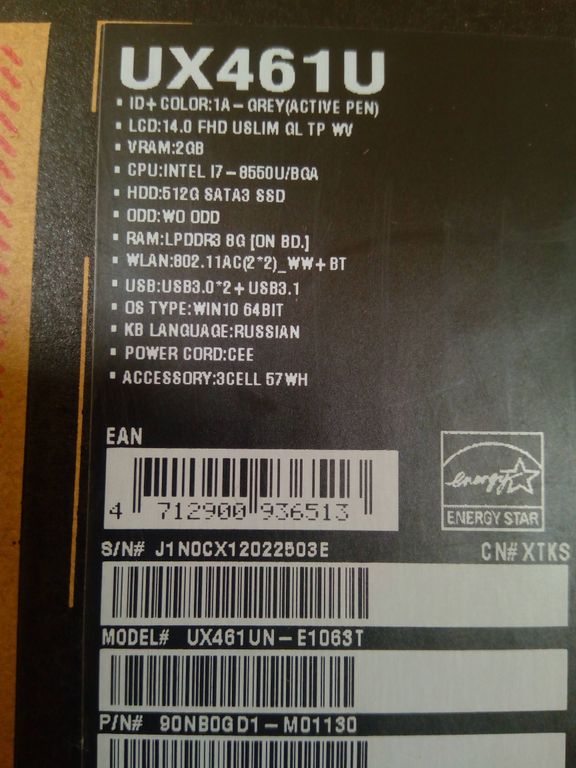 UX461U
▪ ID+ COLOR:1A-GREY(ACTIVE PEN)
▪ LCD:14.0 FHD USLIM GL TP WV
▪ VRAM:2GB
▪ CPU:INTEL I7-8550U/BGA
▪ HDD:512G SATA3 SSD
▪ ODD:WO ODD
▪ RAM:LPDDR3 8G [ON BD.]
▪ WLAN:802.11AC(2*2)_WW+BT
▪ USB:USB3.0*2+USB3.1
▪ OS TYPE:WIN10 64BIT
▪ KB LANGUAGE:RUSSIAN
▪ POWER CORD:CEE
▪ ACCESSORY:3CELL 57WH
EAN
4 712900 936513
energy
ENERGY STAR
S/N# J1N0CX12022503E CN# XTKS
MODEL# UX461UN-E1063T
P/N# 90NB0GD1-M01130